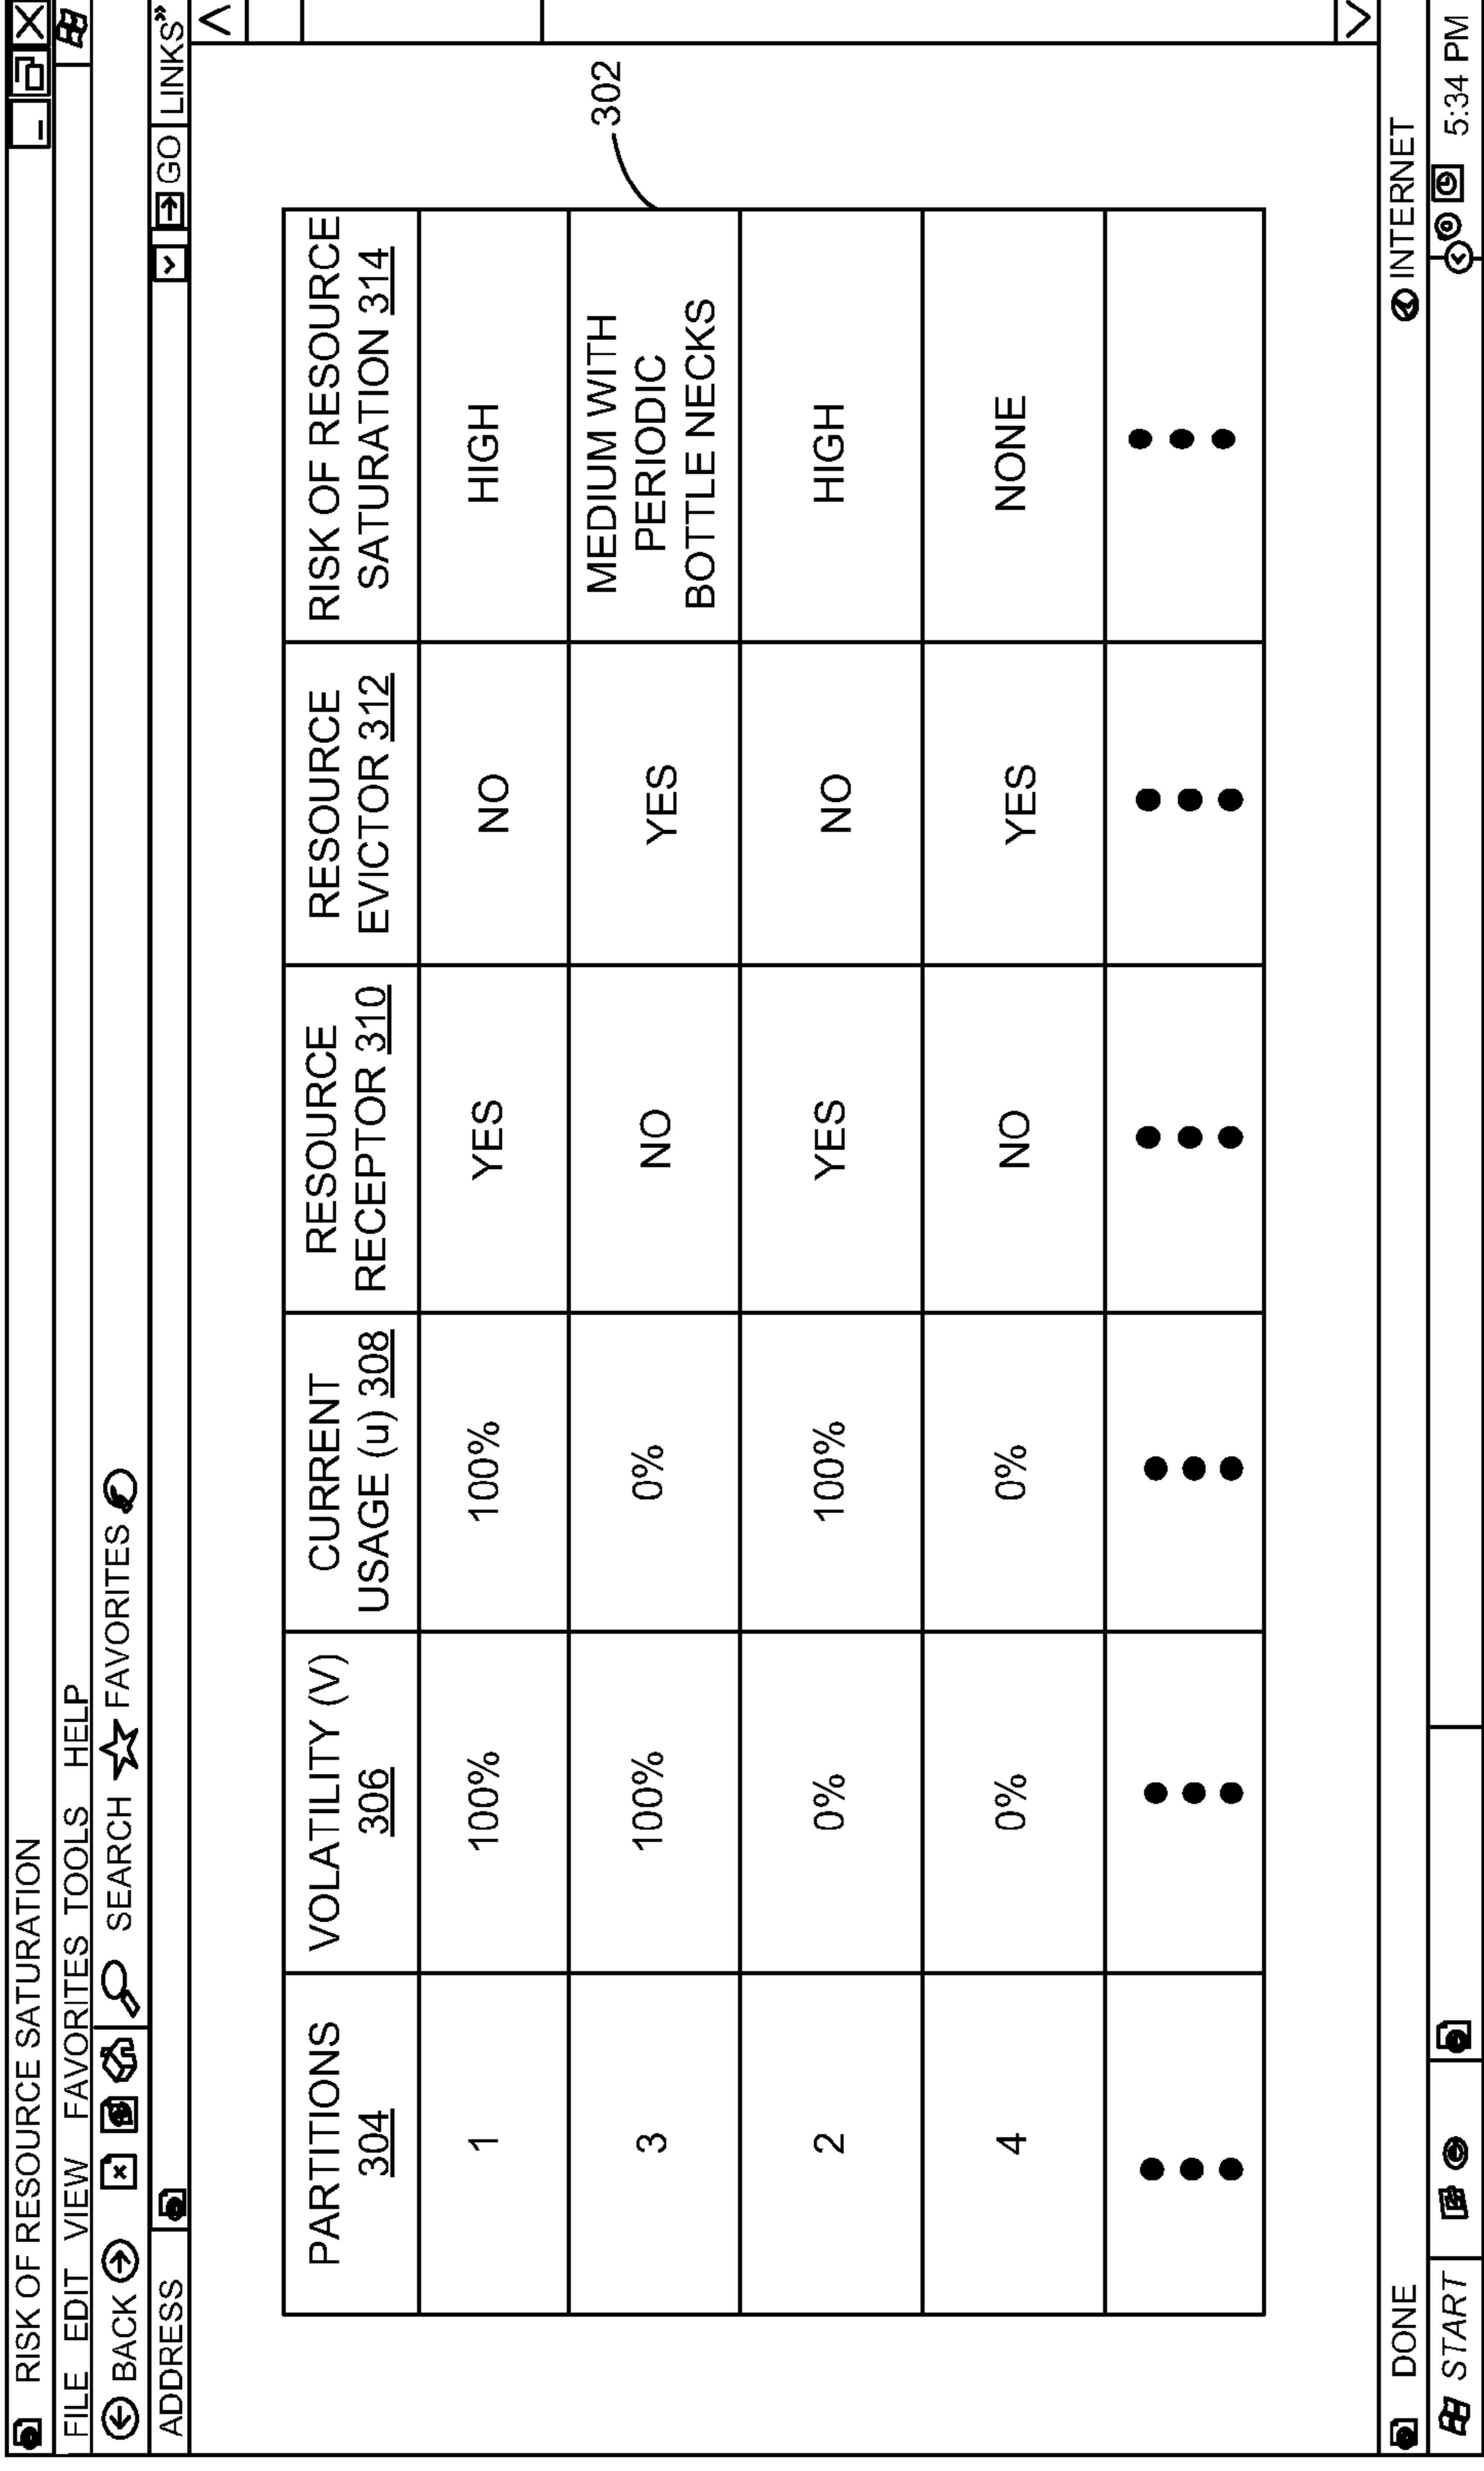 RISK OF RESOURCE SATURATION
FILE EDIT VIEW FAVORITES TOOLS HELP
BACK SEARCH FAVORITES
ADDRESS GO LINKS»
302
PARTITIONS 304
VOLATILITY (V) 306
CURRENT USAGE (u) 308
RESOURCE RECEPTOR 310
RESOURCE EVICTOR 312
RISK OF RESOURCE SATURATION 314
1 100% 100% YES NO HIGH
3 100% 0% NO YES MEDIUM WITH PERIODIC BOTTLE NECKS
2 0% 100% YES NO HIGH
4 0% 0% NO YES NONE
DONE INTERNET
START 5:34 PM